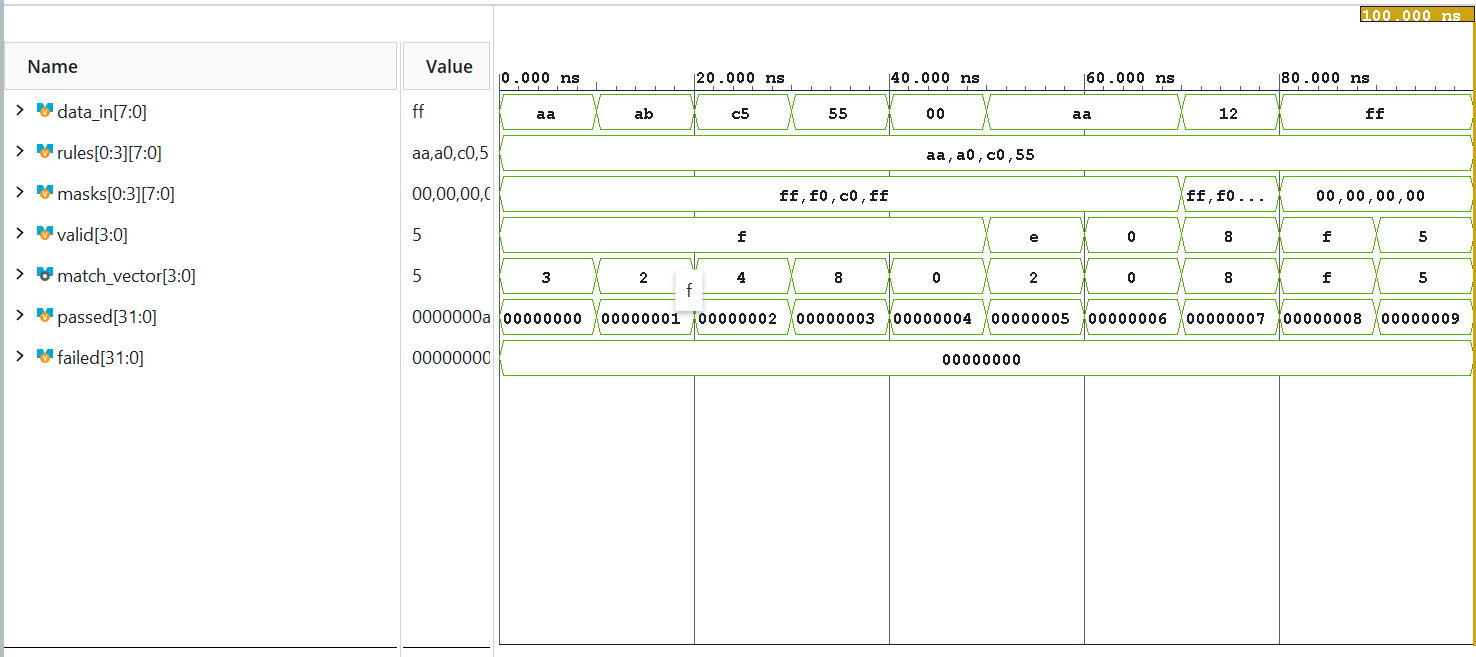 100.000 ns
Name Value
0.000 ns 20.000 ns 40.000 ns 60.000 ns 80.000 ns
data_in[7:0] ff aa ab c5 55 00 aa 12 ff
rules[0:3][7:0] aa,a0,c0,5 aa,a0,c0,55
masks[0:3][7:0] 00,00,00,0 ff,f0,c0,ff ff,f0... 00,00,00,00
valid[3:0] 5 f e 0 8 f 5
match_vector[3:0] 5 3 2 4 8 0 2 0 8 f 5
f
passed[31:0] 0000000a 00000000 00000001 00000002 00000003 00000004 00000005 00000006 00000007 00000008 00000009
failed[31:0] 00000000 00000000